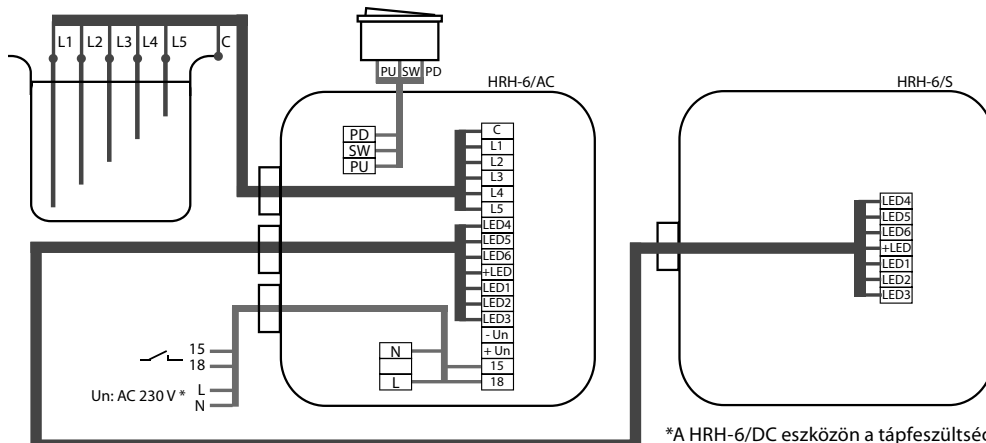 L1 L2 L3 L4 L5 C
PU SW PD
HRH-6/AC
HRH-6/S
PD
SW
PU
C
L1
L2
L3
L4
L5
LED4
LED5
LED6
+LED
LED1
LED2
LED3
- Un
+ Un
15
18
N
L
15
18
Un: AC 230 V * L
N
LED4
LED5
LED6
+LED
LED1
LED2
LED3
*A HRH-6/DC eszközön a tápfeszültség